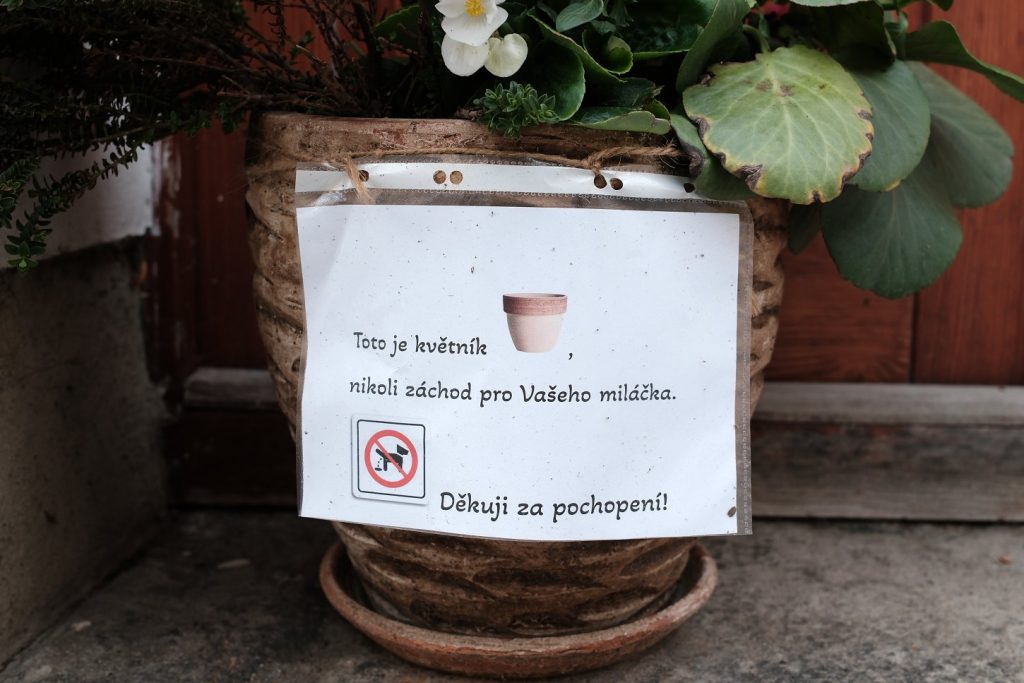 Toto je květník ,
nikoli záchod pro Vašeho miláčka.
Děkuji za pochopení!